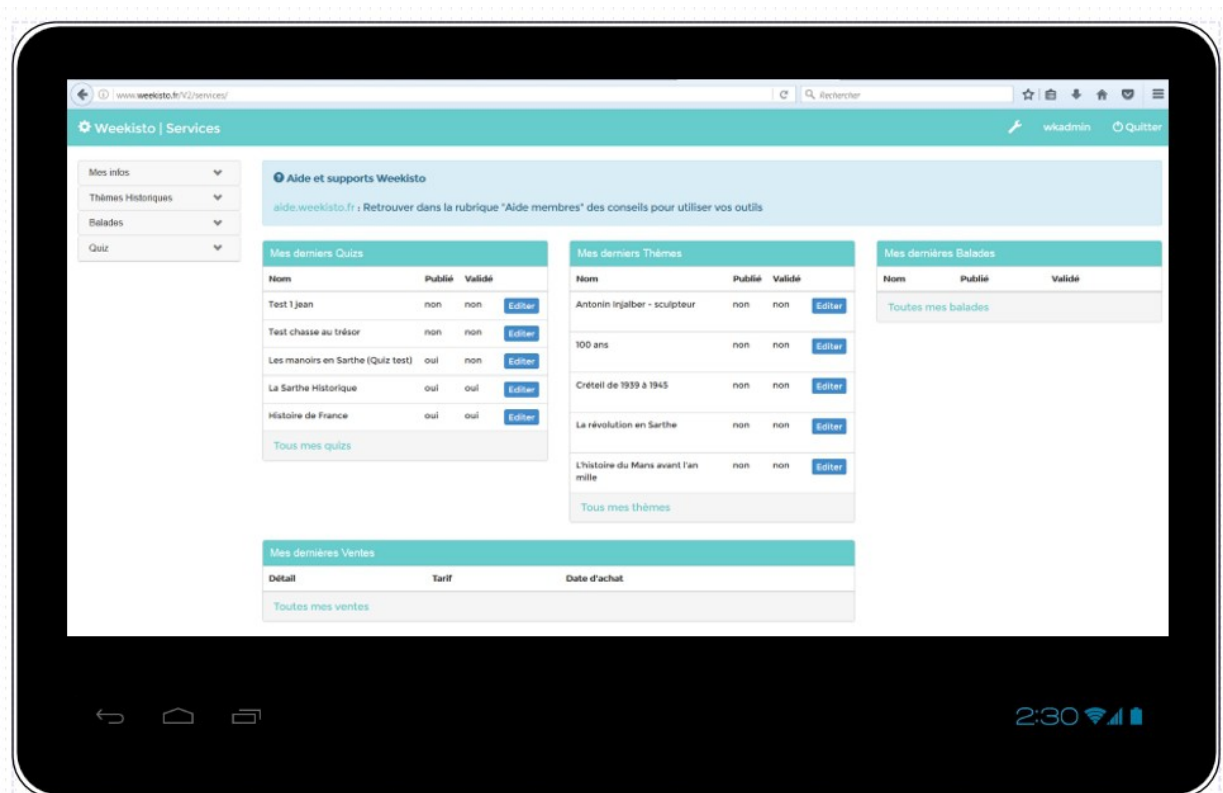 www.weekisto.fr/V2/services/
Rechercher
Weekisto | Services
wkadmin
Quitter
Mes infos
Thèmes Historiques
Balades
Quiz
Aide et supports Weekisto
aide.weekisto.fr : Retrouver dans la rubrique "Aide membres" des conseils pour utiliser vos outils
Mes derniers Quizs
Nom Publié Validé
Test 1 jean non non Editer
Test chasse au trésor non non Editer
Les manoirs en Sarthe (Quiz test) oui non Editer
La Sarthe Historique oui oui Editer
Histoire de France oui oui Editer
Tous mes quizs
Mes derniers Thèmes
Nom Publié Validé
Antonin Injalber - sculpteur non non Editer
100 ans non non Editer
Créteil de 1939 à 1945 non non Editer
La révolution en Sarthe non non Editer
L'histoire du Mans avant l'an non non Editer
mille
Tous mes thèmes
Mes dernières Balades
Nom Publié Validé
Toutes mes balades
Mes dernières Ventes
Détail Tarif Date d'achat
Toutes mes ventes
2:30